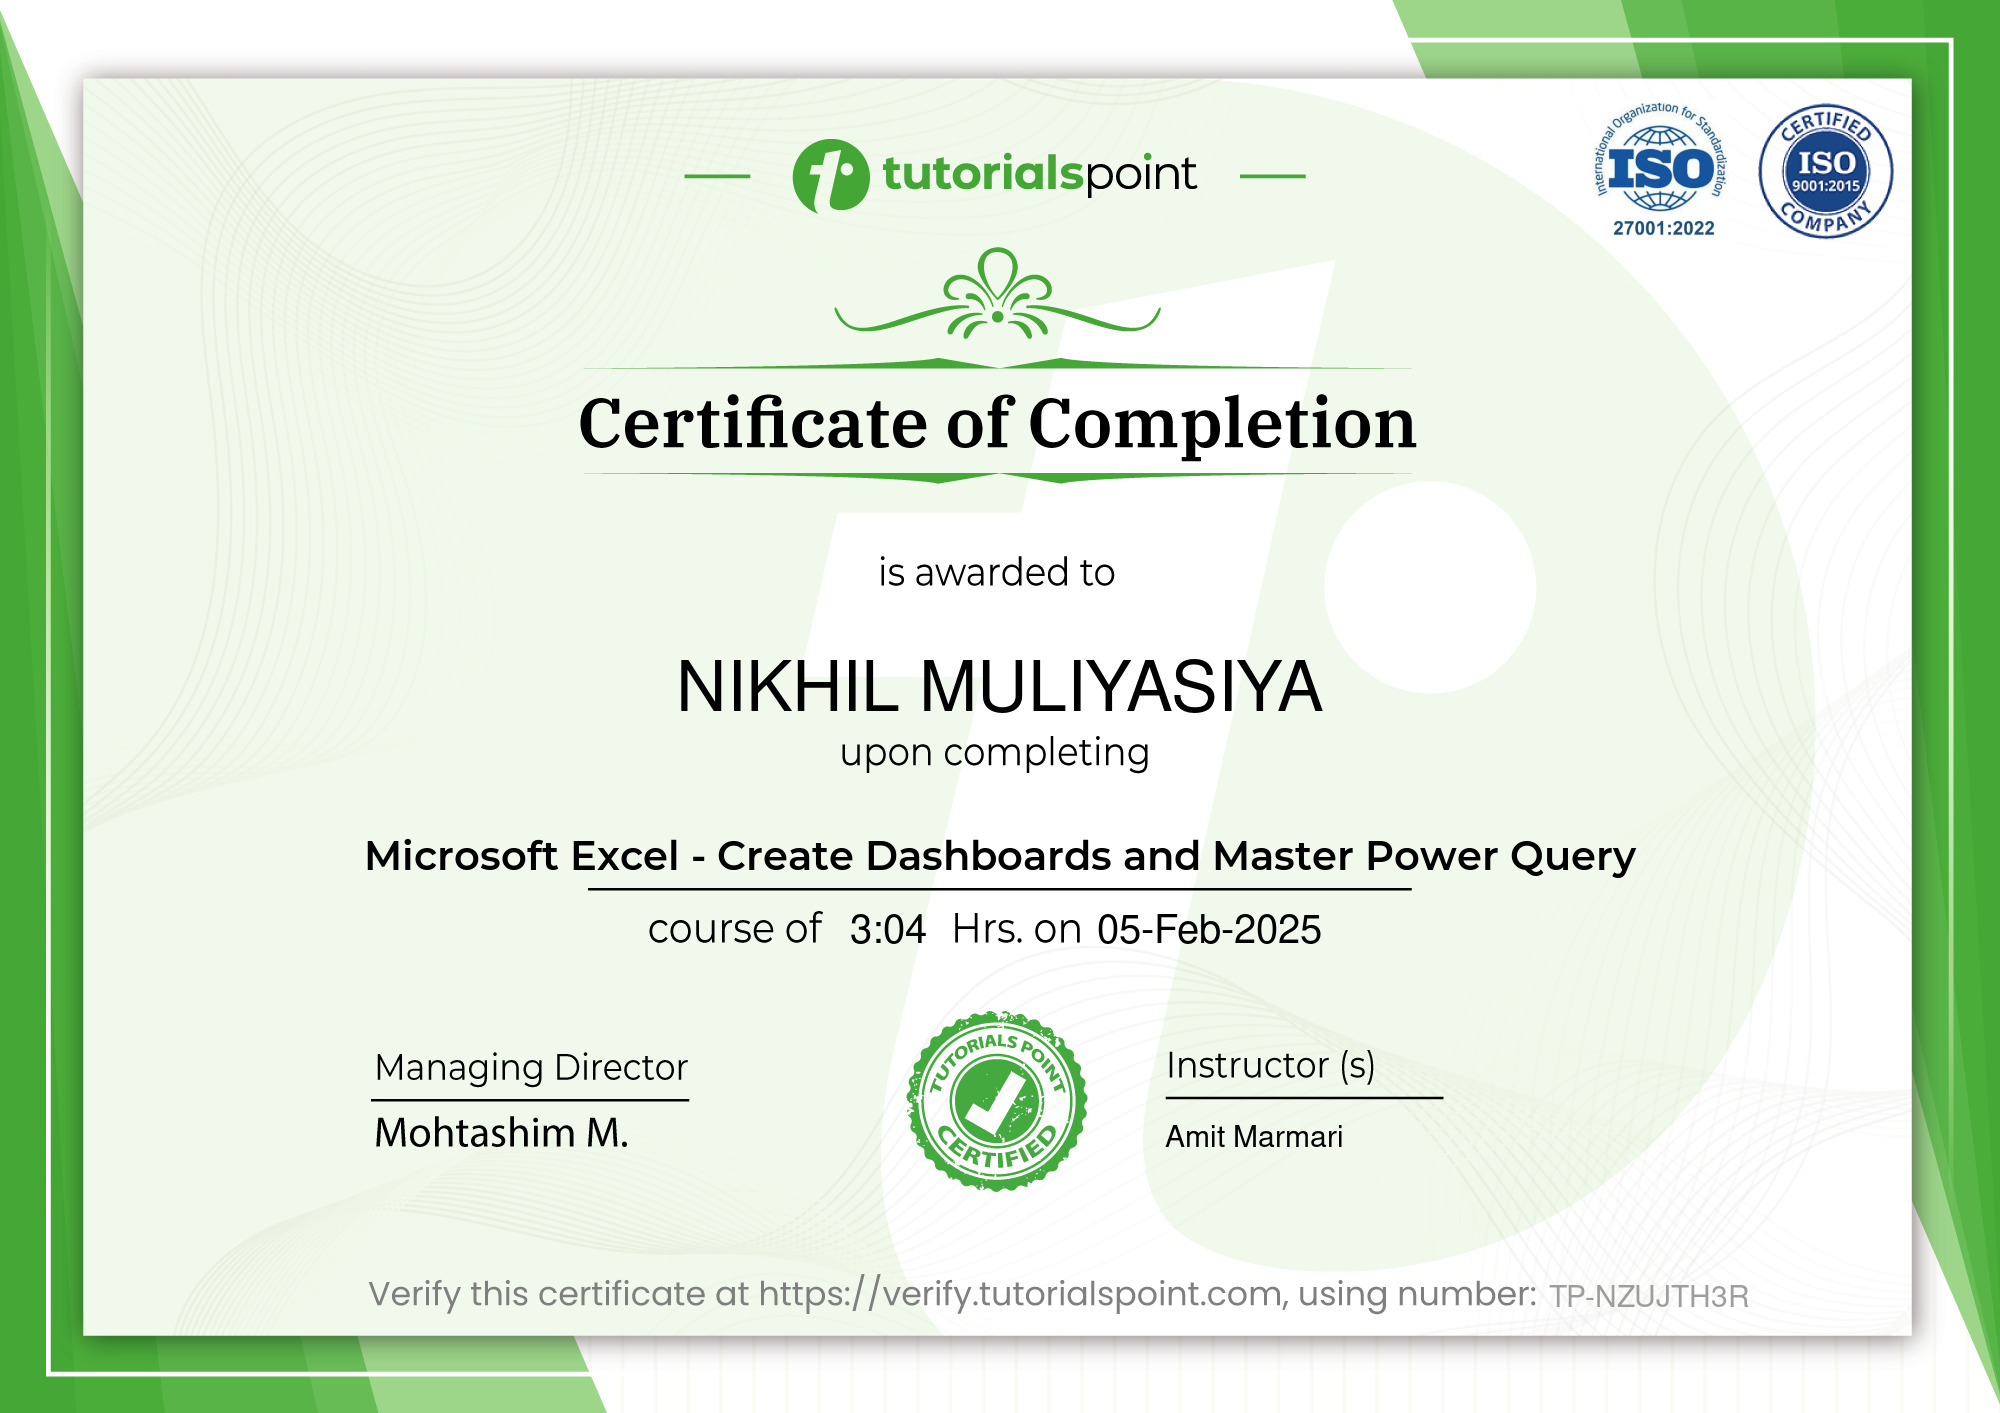 tutorialspoint
International Organization for Standardization
ISO
27001:2022
CERTIFIED
ISO
9001:2015
COMPANY
Certificate of Completion
is awarded to
NIKHIL MULIYASIYA
upon completing
Microsoft Excel - Create Dashboards and Master Power Query
course of 3:04 Hrs. on 05-Feb-2025
Managing Director
Mohtashim M.
TUTORIALS POINT
CERTIFIED
Instructor (s)
Amit Marmari
Verify this certificate at https://verify.tutorialspoint.com, using number: TP-NZUJTH3R